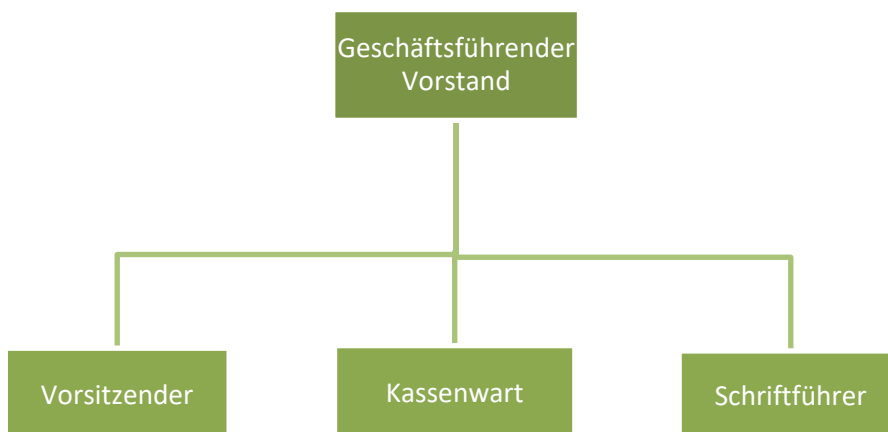 Geschäftsführender
Vorstand
Vorsitzender
Kassenwart
Schriftführer